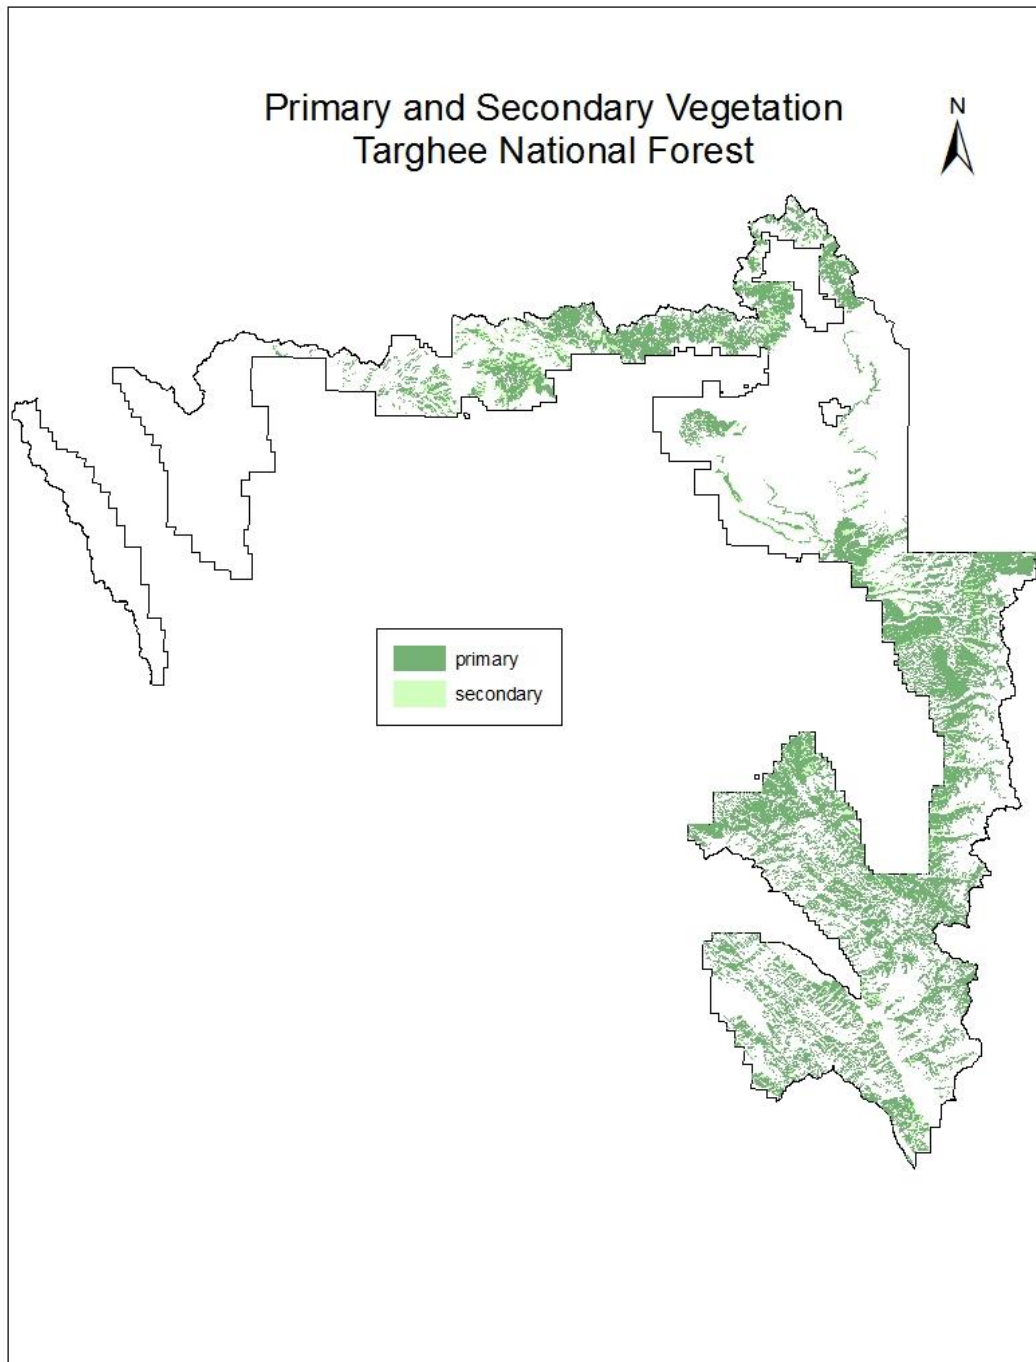 Primary and Secondary Vegetation
Targhee National Forest
N
primary
secondary